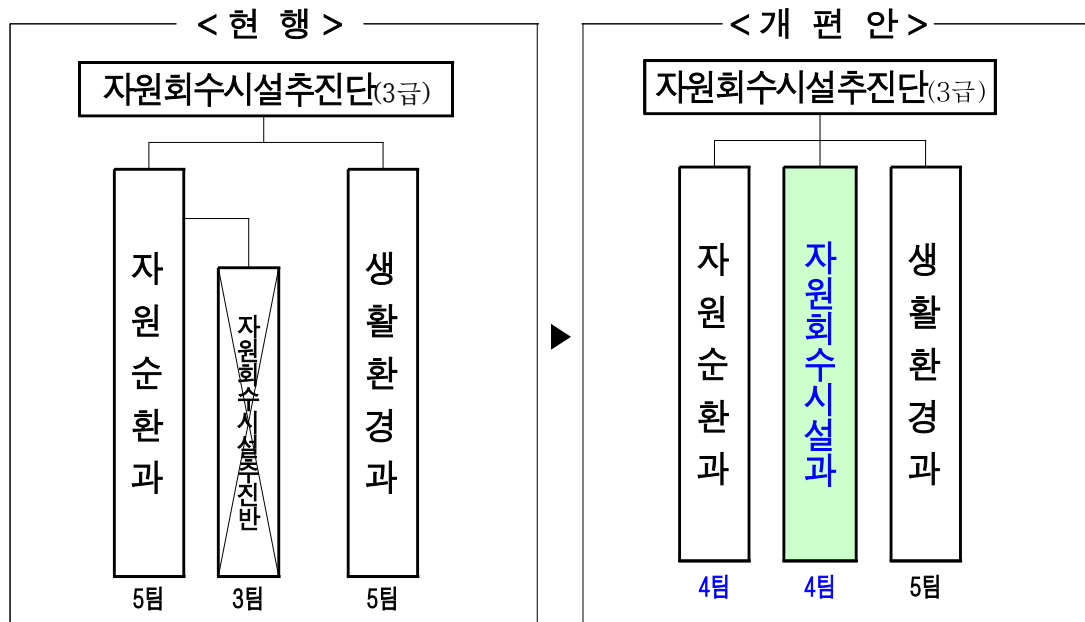 < 현 행 >
자원회수시설추진단(3급)
자원순환과
자원회수시설추진반
생활환경과
5팀
3팀
5팀
▶
< 개 편 안 >
자원회수시설추진단(3급)
자원순환과
자원회수시설과
생활환경과
4팀
4팀
5팀